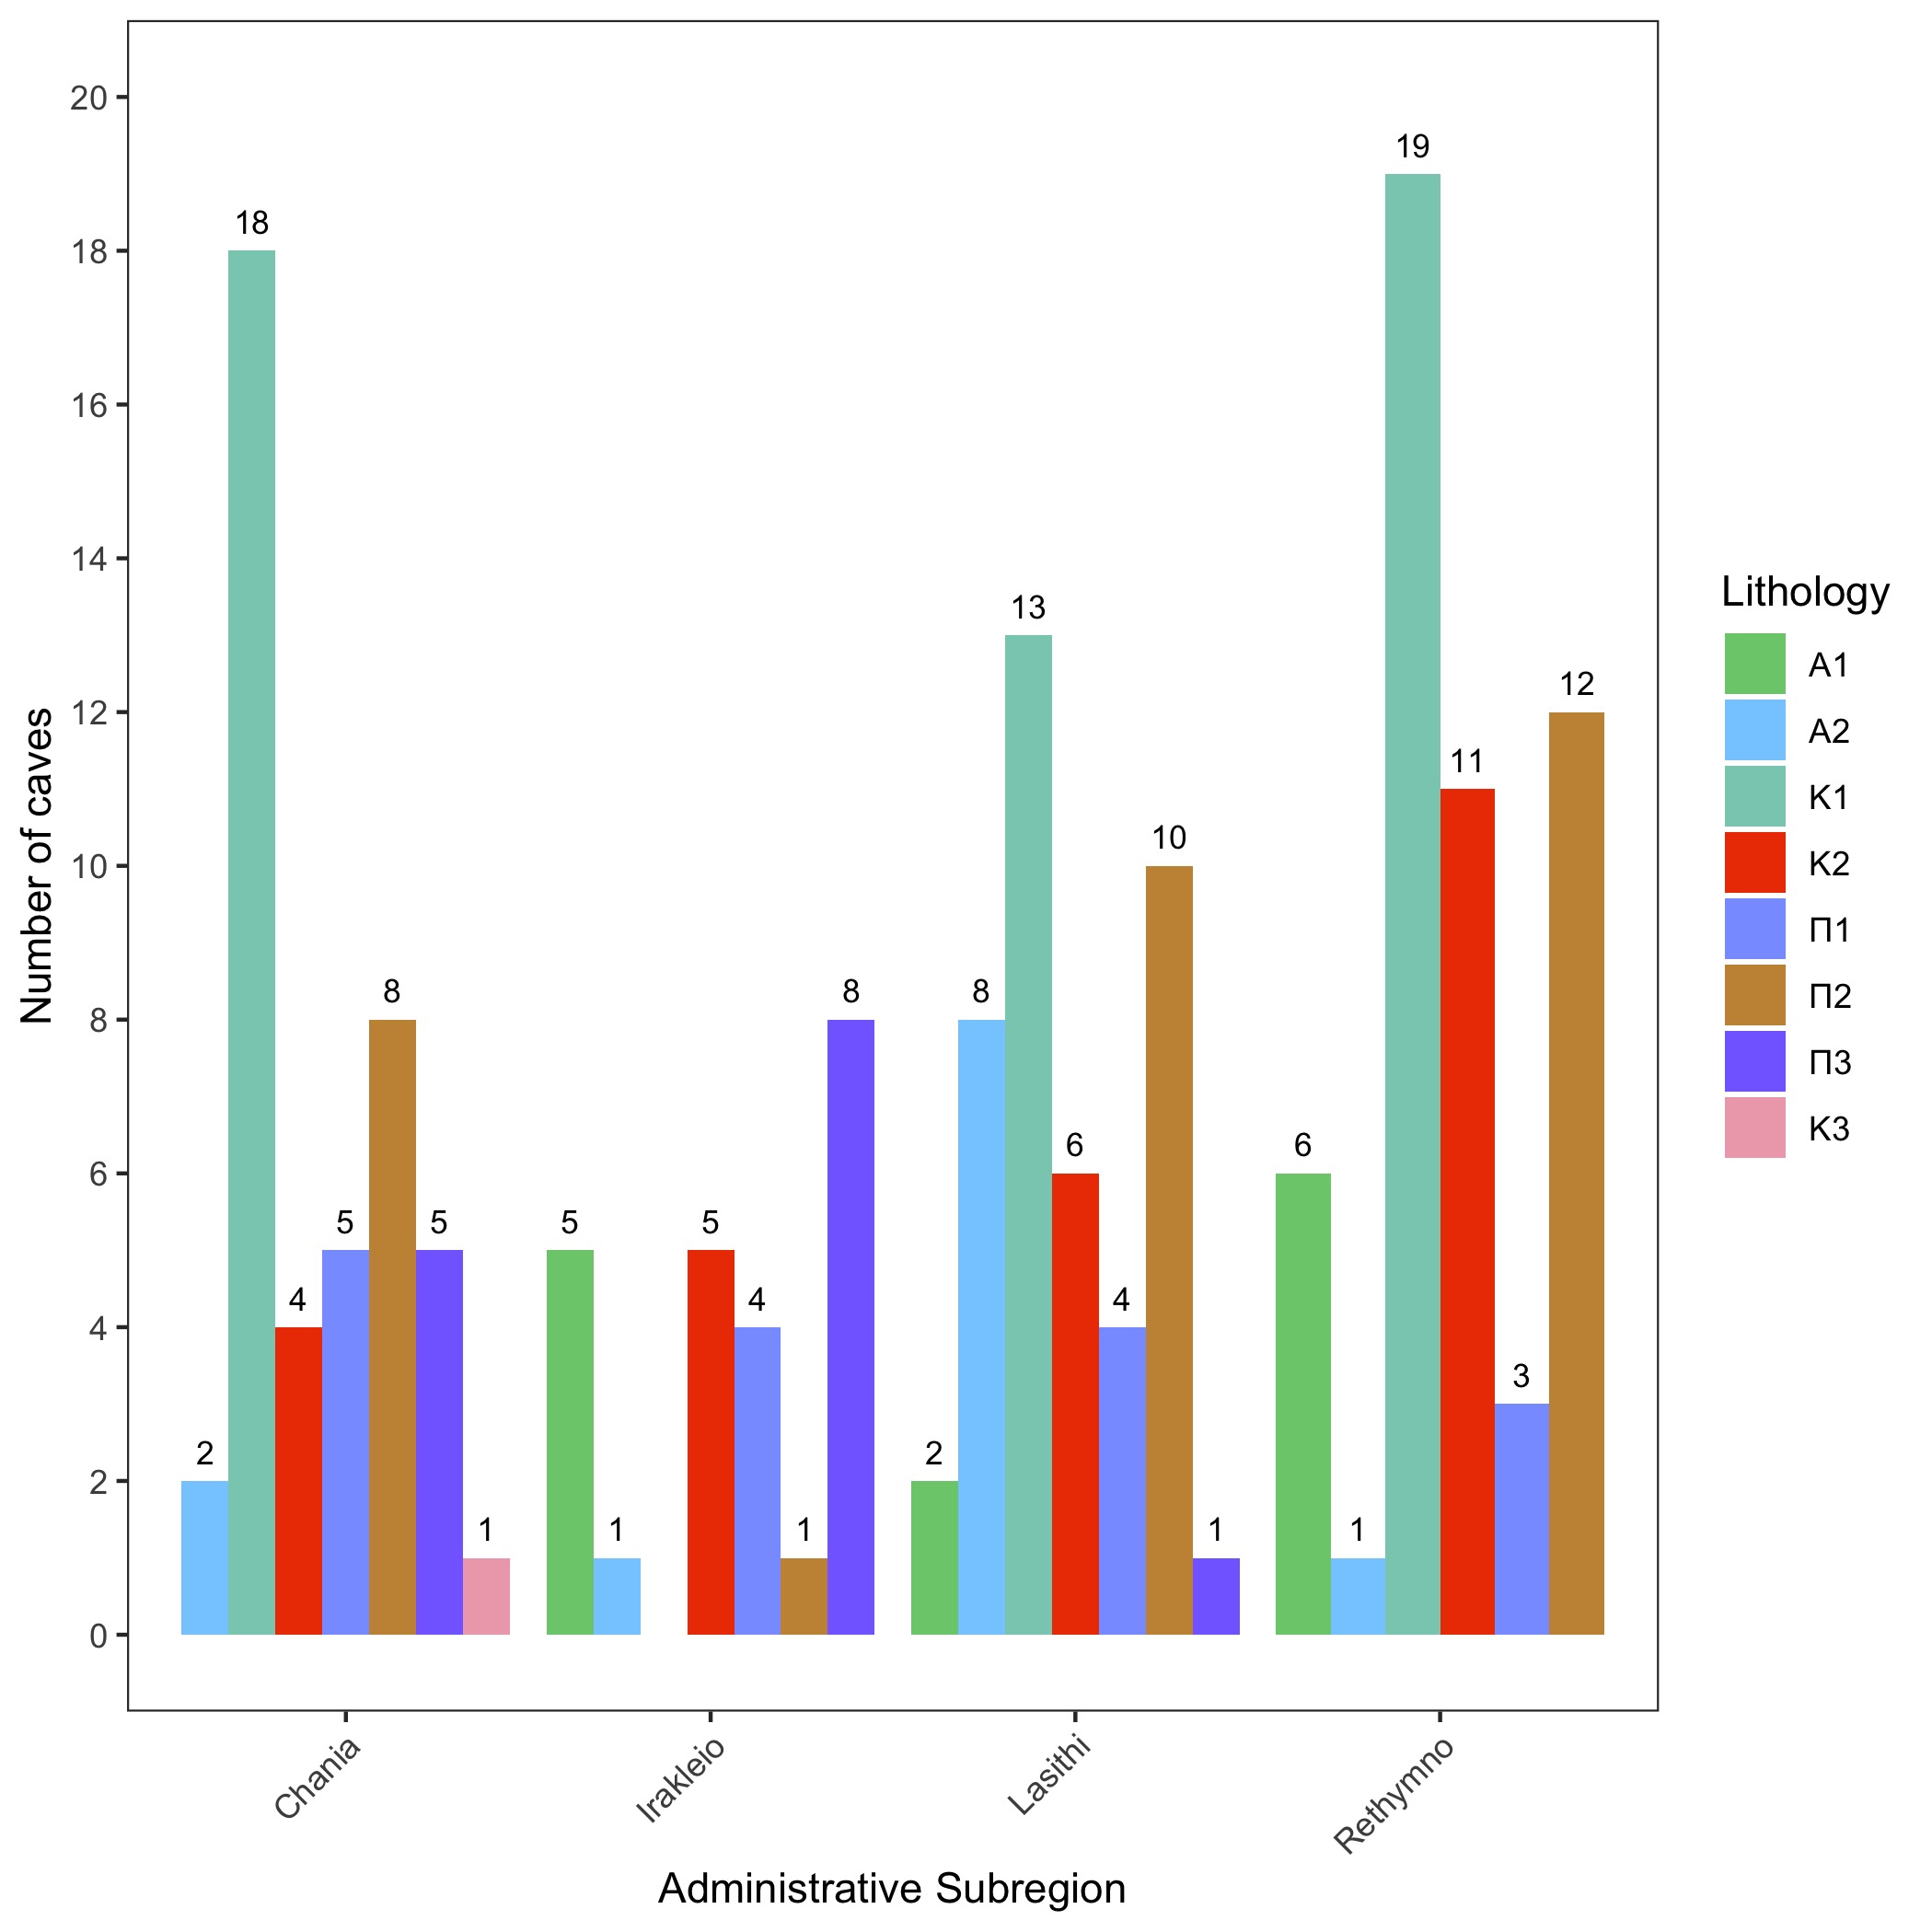 20
18
16
14
12
10
8
6
4
2
0
Number of caves
2
18
4
5
8
5
1
5
1
5
4
1
8
2
8
13
6
4
10
1
6
1
19
11
3
12
Chania
Irakleio
Lasithi
Rethymno
Administrative Subregion
Lithology
A1
A2
K1
K2
Π1
Π2
Π3
K3